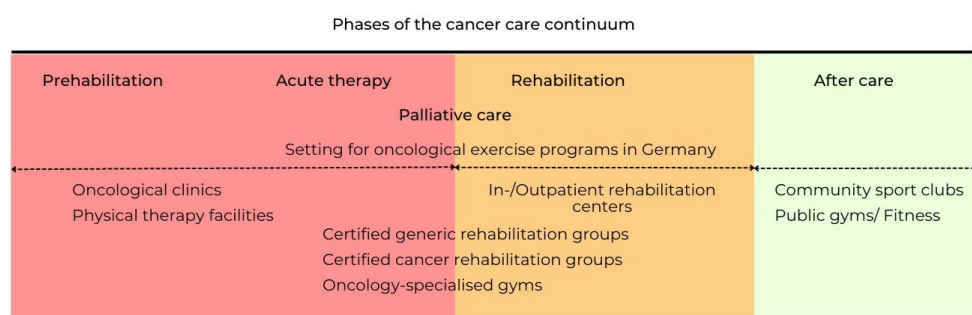 Phases of the cancer care continuum
Prehabilitation Acute therapy Rehabilitation After care
Palliative care
Setting for oncological exercise programs in Germany
Oncological clinics In-/Outpatient rehabilitation Community sport clubs
Physical therapy facilities centers Public gyms/ Fitness
Certified generic rehabilitation groups
Certified cancer rehabilitation groups
Oncology-specialised gyms